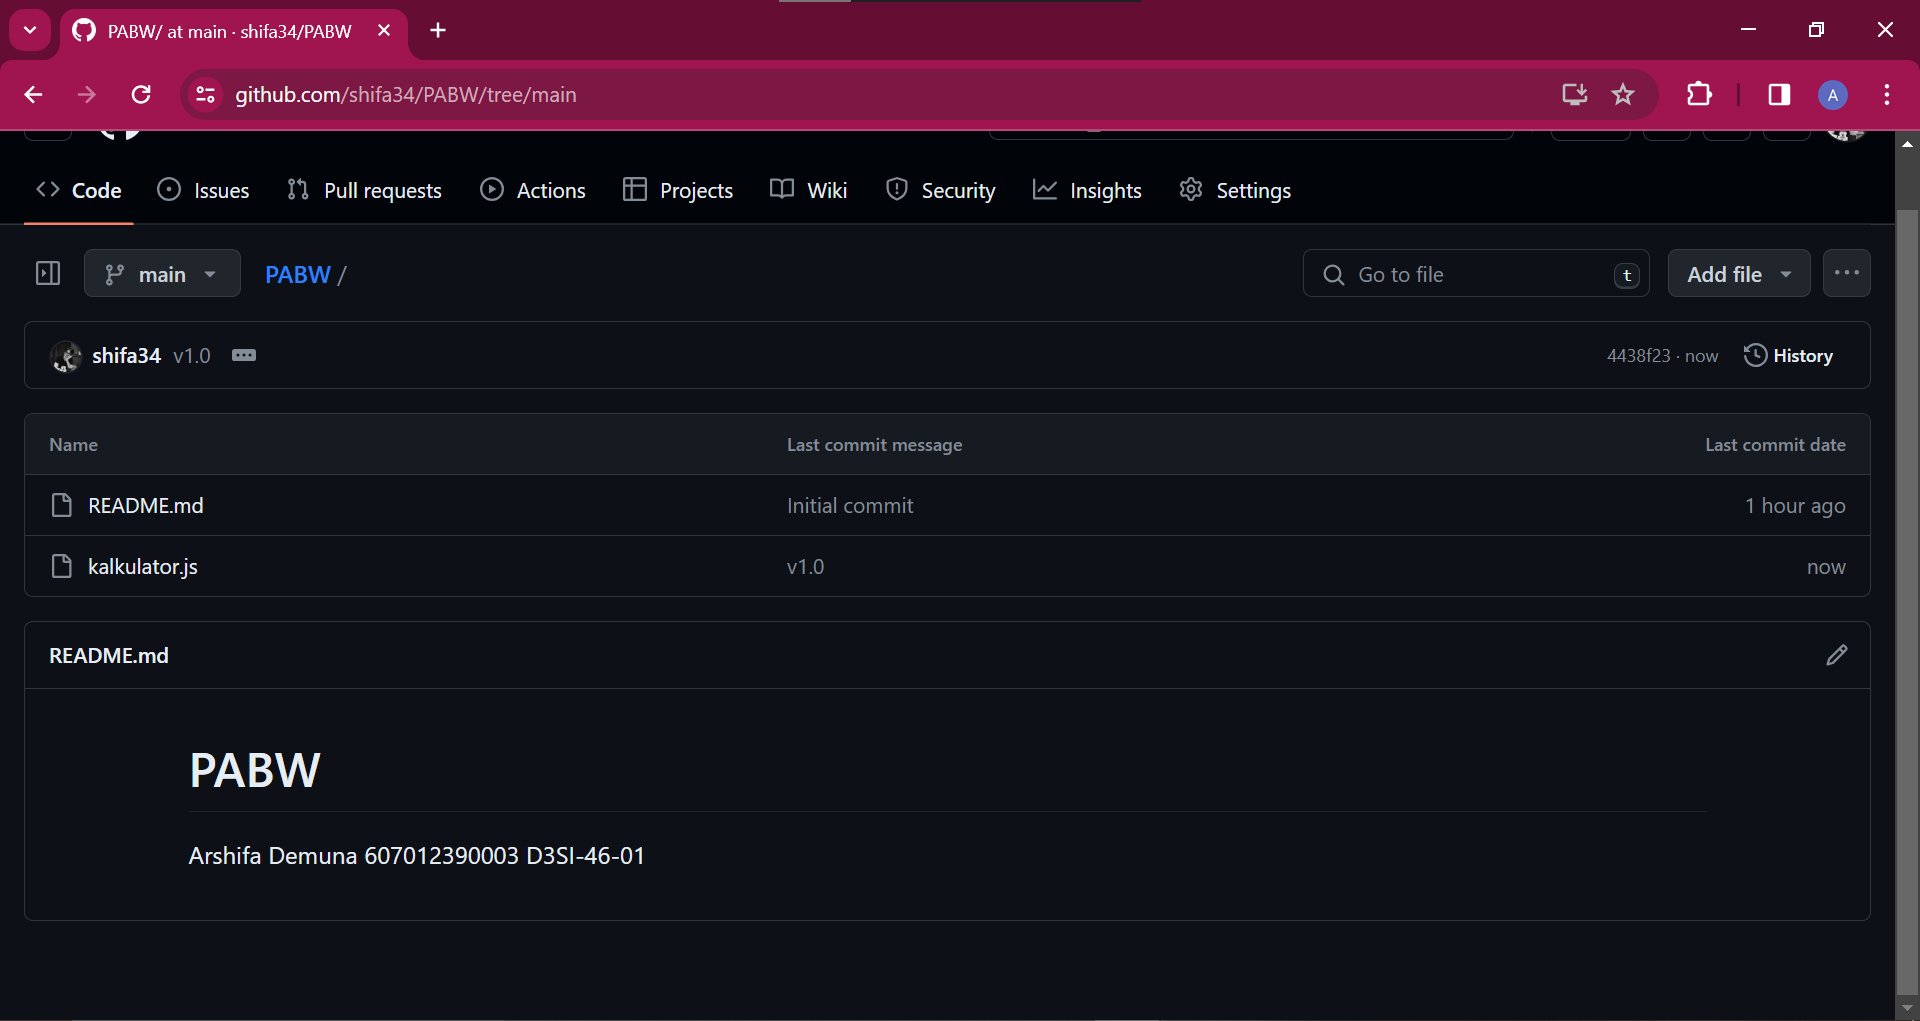 PABW/ at main · shifa34/PABW
github.com/shifa34/PABW/tree/main
A
Code Issues Pull requests Actions Projects Wiki Security Insights Settings
main PABW / Go to file t Add file
shifa34 v1.0 4438f23 · now History
Name Last commit message Last commit date
README.md Initial commit 1 hour ago
kalkulator.js v1.0 now
README.md
PABW
Arshifa Demuna 607012390003 D3SI-46-01